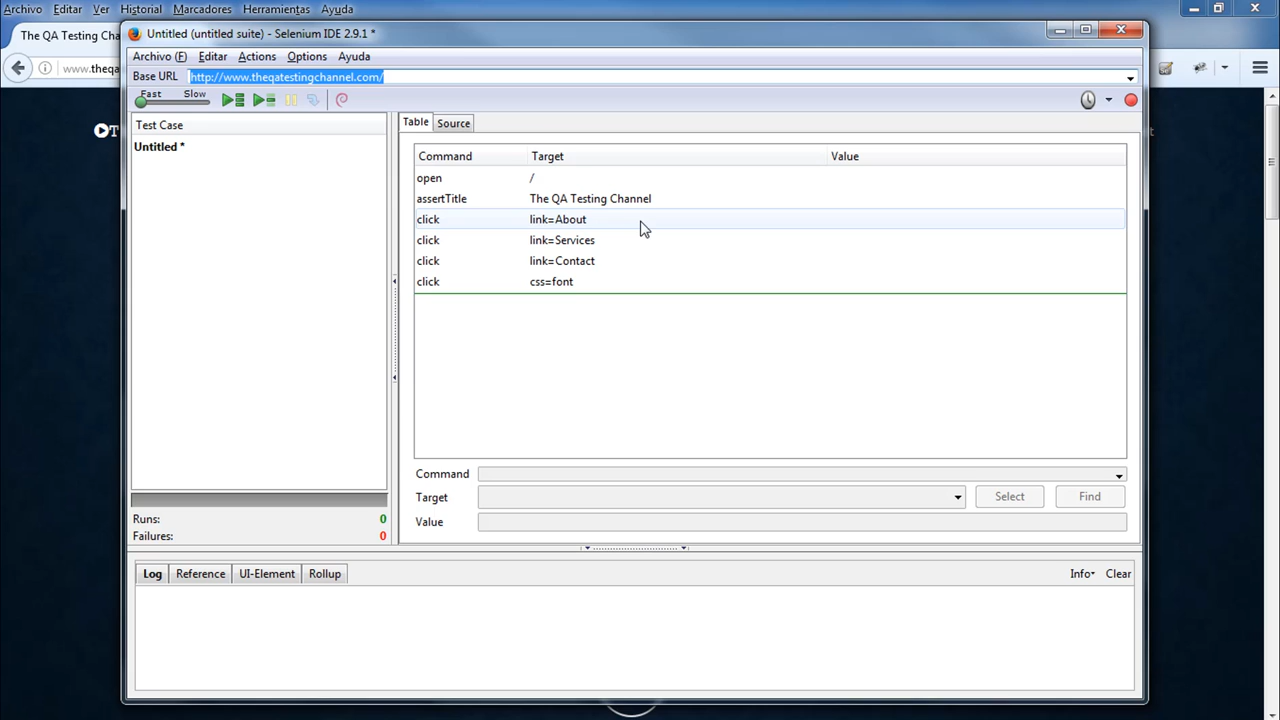 Archivo Editar Ver Historial Marcadores Herramientas Ayuda
The QA Testing Cha
Untitled (untitled suite) - Selenium IDE 2.9.1 *
www.theqa
Archivo (F) Editar Actions Options Ayuda
Base URL http://www.theqatestingchannel.com/
Fast Slow
Test Case
Untitled *
Table Source
Command Target Value
open /
assertTitle The QA Testing Channel
click link=About
click link=Services
click link=Contact
click css=font
Command
Target Select Find
Value
Runs: 0
Failures: 0
Log Reference UI-Element Rollup Info Clear